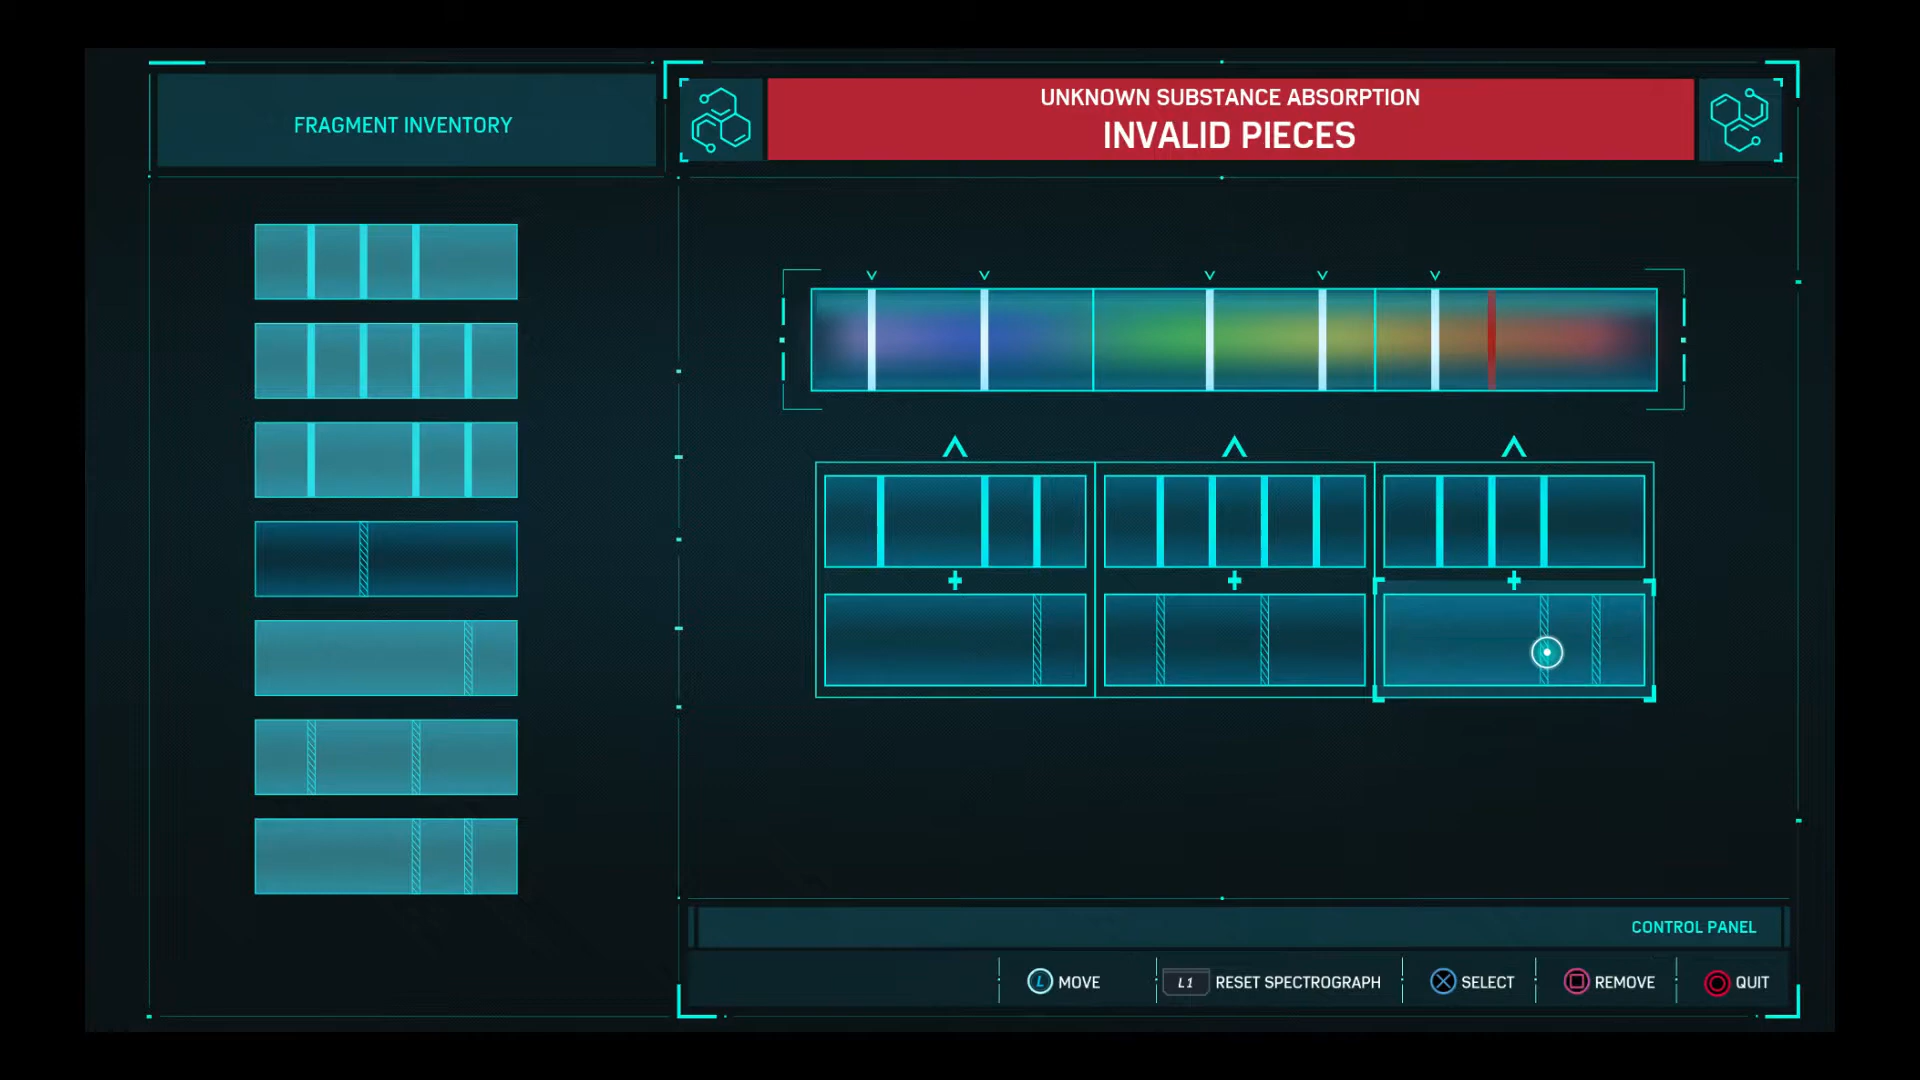 FRAGMENT INVENTORY
UNKNOWN SUBSTANCE ABSORPTION
INVALID PIECES
CONTROL PANEL
L MOVE
L1 RESET SPECTROGRAPH
SELECT
REMOVE
QUIT